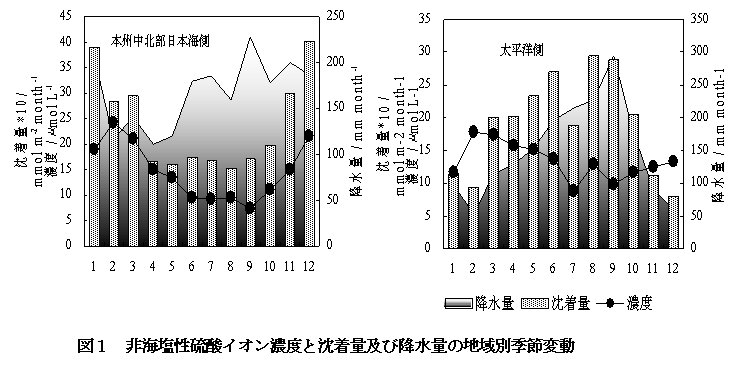 本州中北部日本海側
沈着量*10 /
mmol m-2 month-1
濃度 / μmol L-1
45
40
35
30
25
20
15
10
5
0
250
200
150
100
50
0
降水量 / mm month-1
1 2 3 4 5 6 7 8 9 10 11 12
太平洋側
沈着量*10 /
mmol m-2 month-1
濃度 / μmol L-1
35
30
25
20
15
10
5
0
350
300
250
200
150
100
50
0
降水量 / mm month-1
1 2 3 4 5 6 7 8 9 10 11 12
降水量 沈着量 濃度
図1 非海塩性硫酸イオン濃度と沈着量及び降水量の地域別季節変動